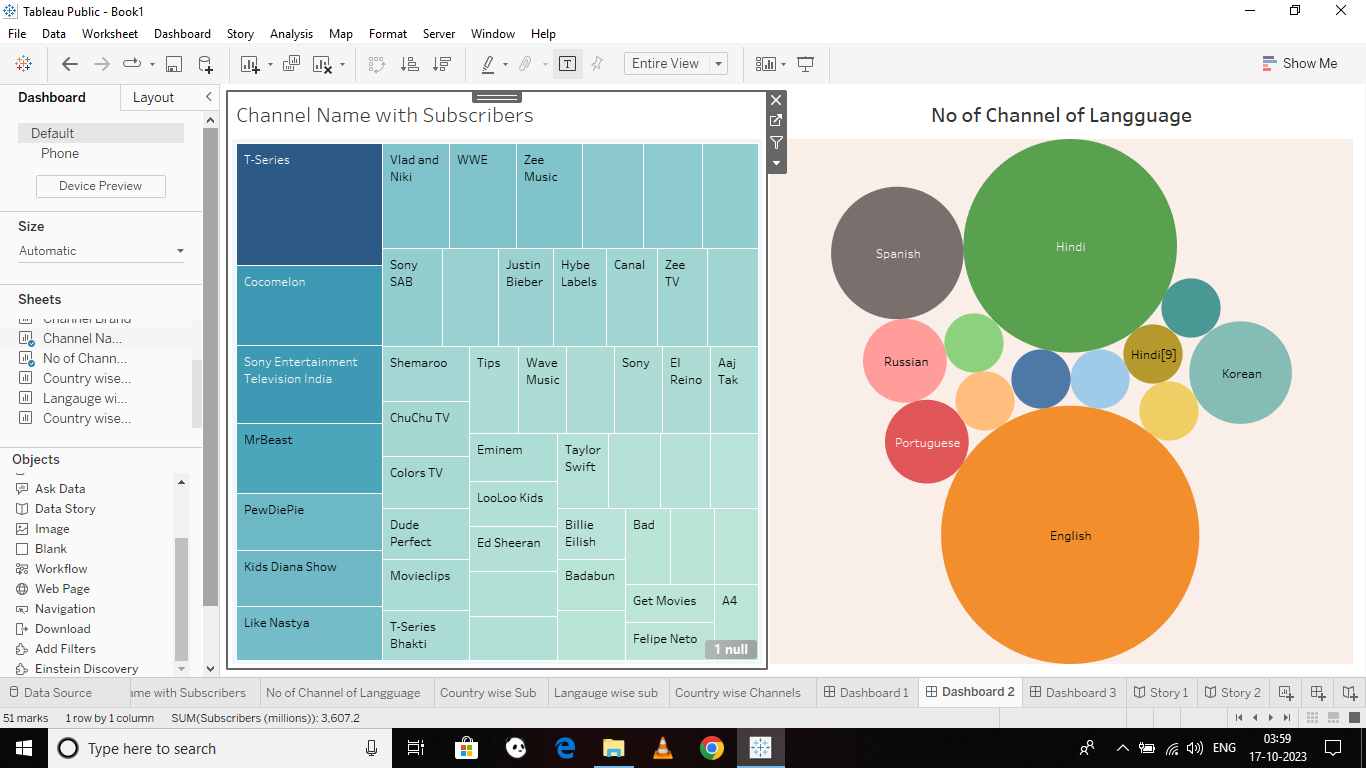 Tableau Public - Book1
File Data Worksheet Dashboard Story Analysis Map Format Server Window Help
Entire View
Show Me
Dashboard Layout
Default
Phone
Device Preview
Size
Automatic
Sheets
Channel Brand
Channel Na...
No of Chann...
Country wise...
Langauge wi...
Country wise...
Objects
Ask Data
Data Story
Image
Blank
Workflow
Web Page
Navigation
Download
Add Filters
Einstein Discovery
Channel Name with Subscribers
T-Series
Cocomelon
Sony Entertainment
Television India
MrBeast
PewDiePie
Kids Diana Show
Like Nastya
Vlad and
Niki
WWE
Zee
Music
Sony
SAB
Justin
Bieber
Hybe
Labels
Canal
Zee
TV
Shemaroo
ChuChu TV
Colors TV
Dude
Perfect
Movieclips
T-Series
Bhakti
Tips
Wave
Music
Sony
El
Reino
Aaj
Tak
Eminem
LooLoo Kids
Ed Sheeran
Taylor
Swift
Billie
Eilish
Badabun
Bad
Get Movies
Felipe Neto
A4
1 null
No of Channel of Langguage
Spanish
Hindi
Russian
Hindi[9]
Korean
Portuguese
English
Data Source
ame with Subscribers
No of Channel of Langguage
Country wise Sub
Langauge wise sub
Country wise Channels
Dashboard 1
Dashboard 2
Dashboard 3
Story 1
Story 2
51 marks 1 row by 1 column SUM(Subscribers (millions)): 3,607.2
Type here to search
ENG
03:59
17-10-2023